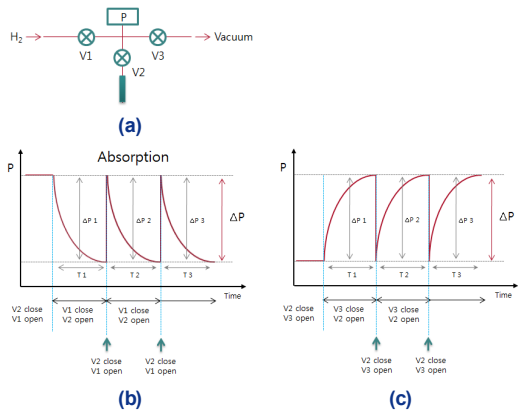 P
H2
Vacuum
V1
V3
V2
(a)
Absorption
P
ΔP 1
ΔP 2
ΔP 3
ΔP
T 1
T 2
T 3
Time
V2 close
V1 open
V1 close
V2 open
V1 close
V2 open
V2 close
V1 open
V2 close
V1 open
(b)
P
ΔP 1
ΔP 2
ΔP 3
ΔP
T 1
T 2
T 3
Time
V2 close
V3 open
V3 close
V2 open
V3 close
V2 open
V2 close
V3 open
V2 close
V3 open
(c)